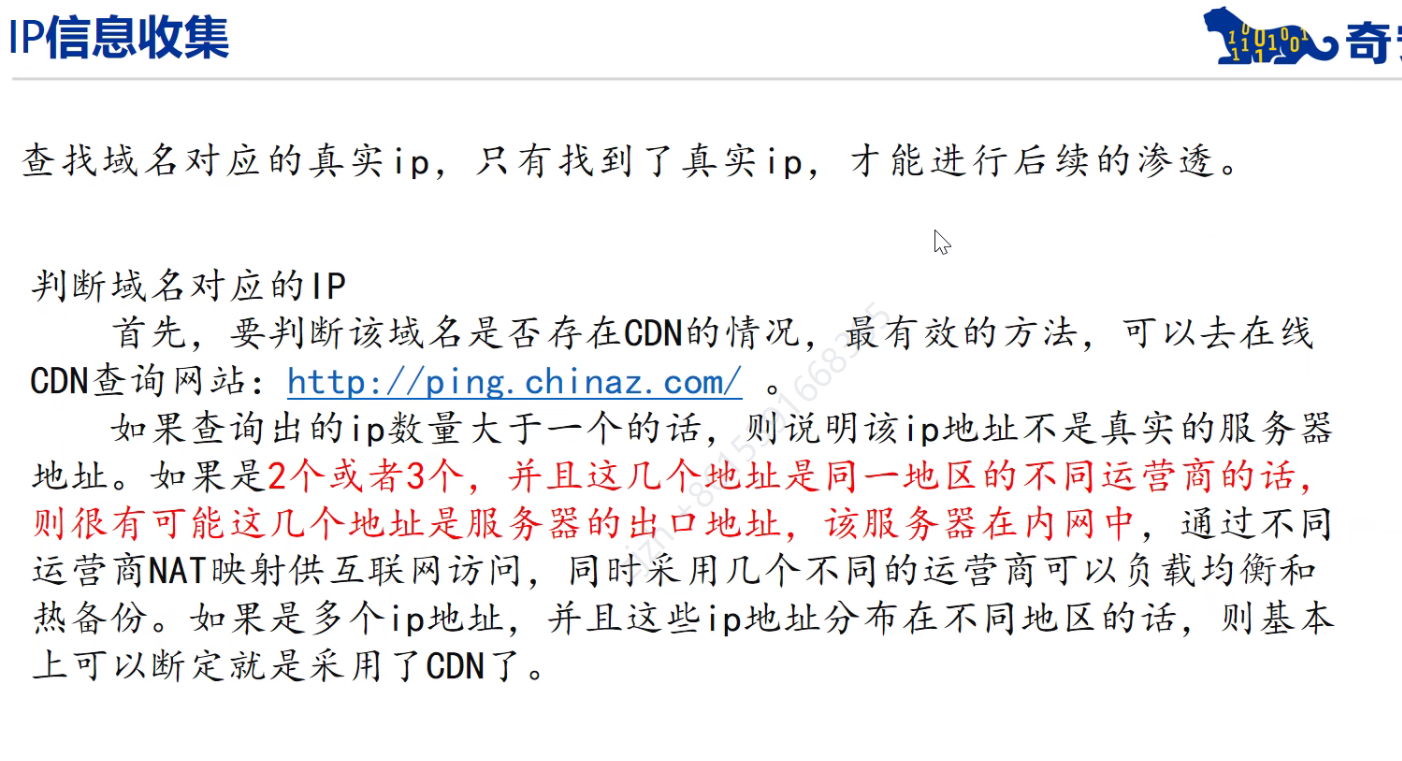 IP信息收集
奇
查找域名对应的真实ip，只有找到了真实ip，才能进行后续的渗透。
判断域名对应的IP
首先，要判断该域名是否存在CDN的情况，最有效的方法，可以去在线
CDN查询网站：http://ping.chinaz.com/ 。
如果查询出的ip数量大于一个的话，则说明该ip地址不是真实的服务器
地址。如果是2个或者3个，并且这几个地址是同一地区的不同运营商的话，
则很有可能这几个地址是服务器的出口地址，该服务器在内网中，通过不同
运营商NAT映射供互联网访问，同时采用几个不同的运营商可以负载均衡和
热备份。如果是多个ip地址，并且这些ip地址分布在不同地区的话，则基本
上可以断定就是采用了CDN了。